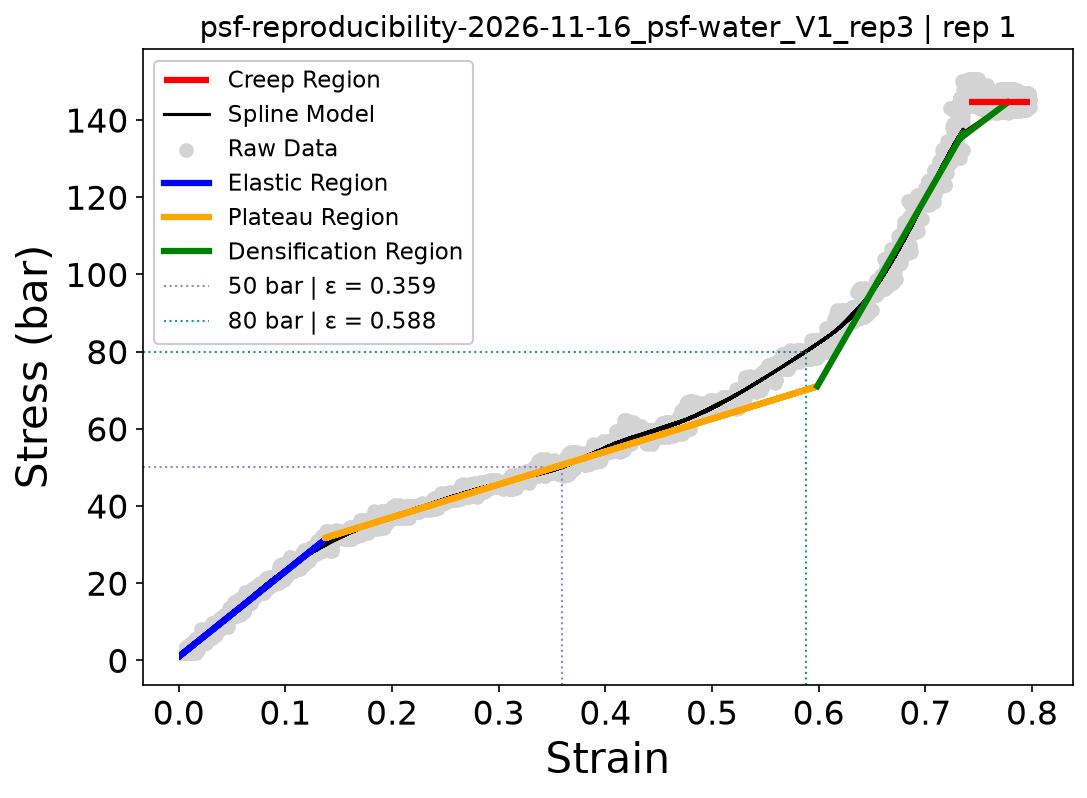 psf-reproducibility-2026-11-16_psf-water_V1_rep3 | rep 1
Creep Region
Spline Model
Raw Data
Elastic Region
Plateau Region
Densification Region
50 bar | ε = 0.359
80 bar | ε = 0.588
Stress (bar)
140
120
100
80
60
40
20
0
0.0 0.1 0.2 0.3 0.4 0.5 0.6 0.7 0.8
Strain